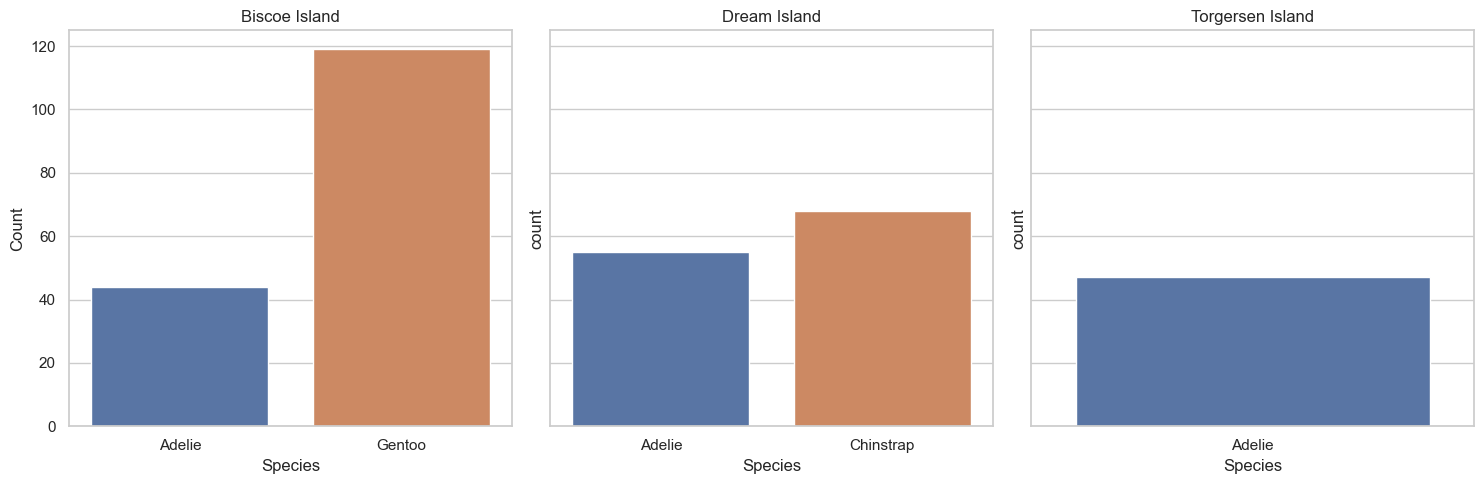 Biscoe Island
Dream Island
Torgersen Island
Count
120
100
80
60
40
20
0
Adelie
Gentoo
Species
count
Adelie
Chinstrap
Species
count
Adelie
Species